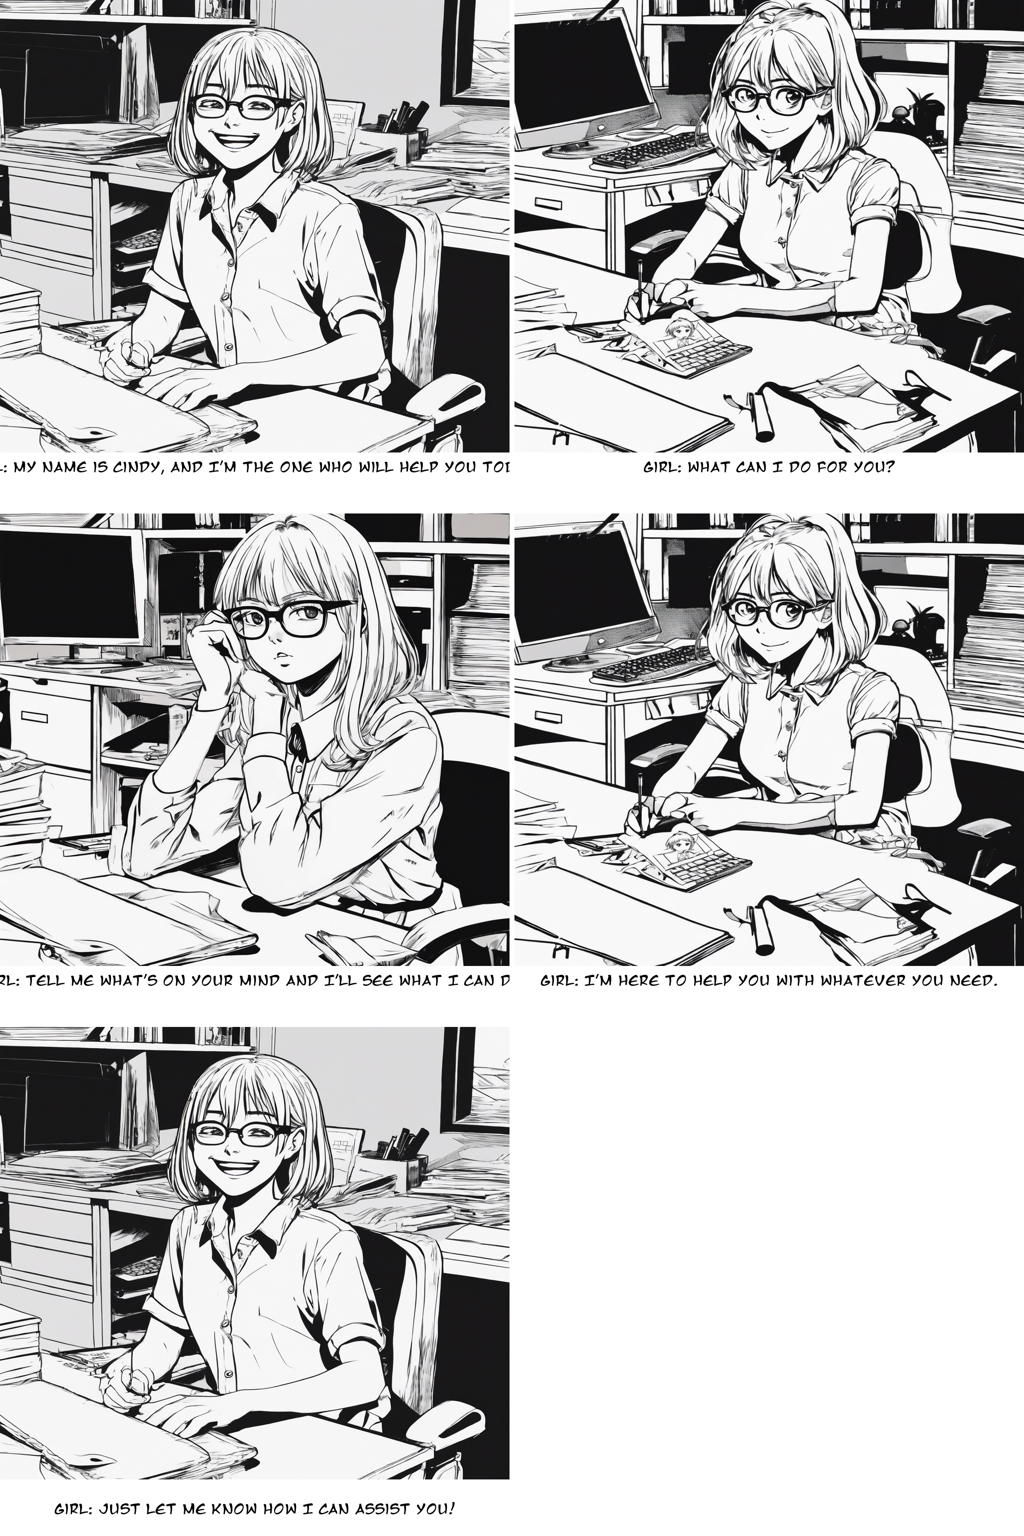 : MY NAME IS CINDY, AND I'M THE ONE WHO WILL HELP YOU
GIRL: WHAT CAN I DO FOR YOU?
: TELL ME WHAT'S ON YOUR MIND AND I'LL SEE WHAT I CAN
GIRL: I'M HERE TO HELP YOU WITH WHATEVER YOU NEED.
GIRL: JUST LET ME KNOW HOW I CAN ASSIST YOU!